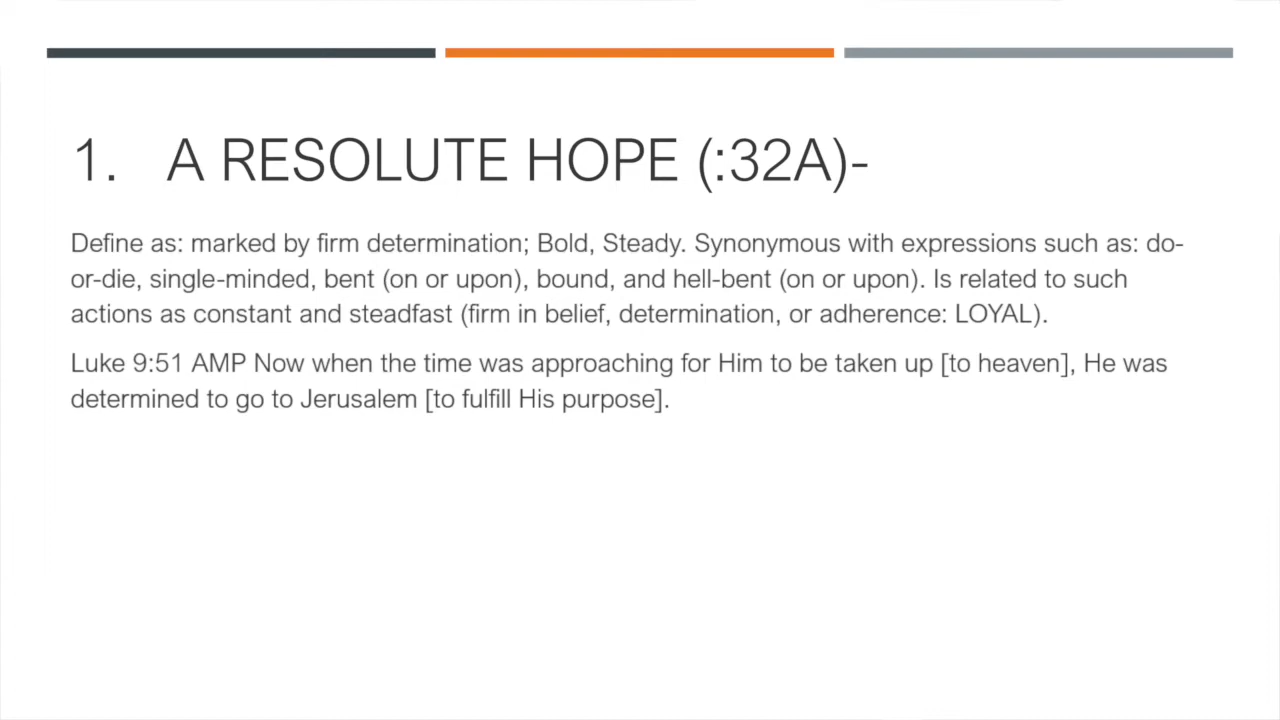 1. A RESOLUTE HOPE (:32A)-
Define as: marked by firm determination; Bold, Steady. Synonymous with expressions such as: do-
or-die, single-minded, bent (on or upon), bound, and hell-bent (on or upon). Is related to such
actions as constant and steadfast (firm in belief, determination, or adherence: LOYAL).
Luke 9:51 AMP Now when the time was approaching for Him to be taken up [to heaven], He was
determined to go to Jerusalem [to fulfill His purpose].